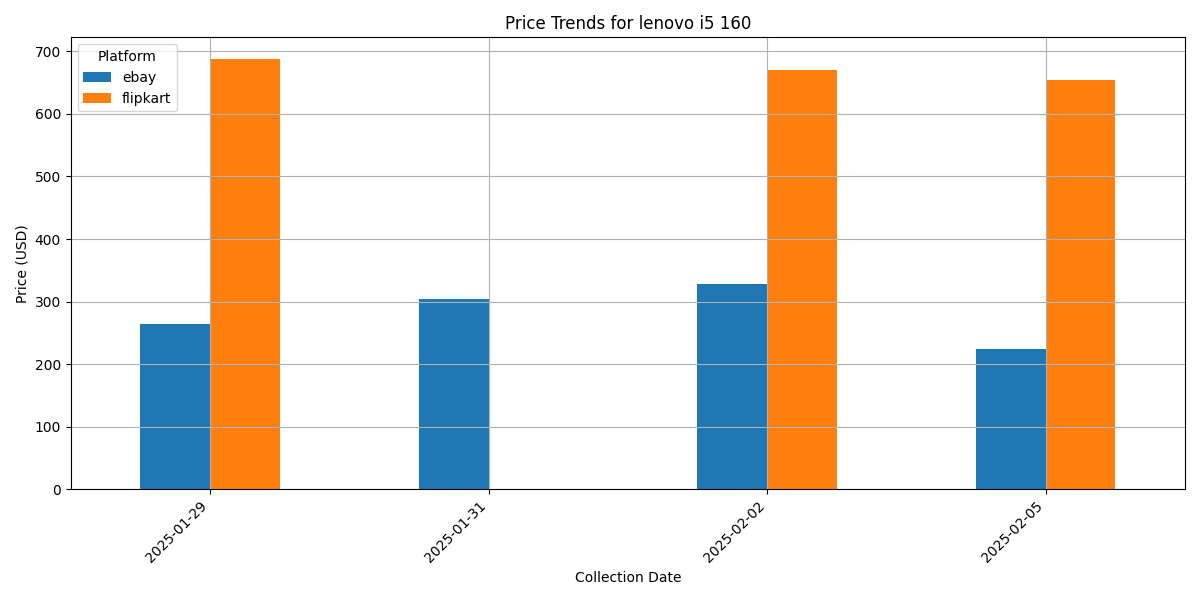 Price Trends for lenovo i5 160
Platform
ebay
flipkart
Price (USD)
700
600
500
400
300
200
100
0
2025-01-29
2025-01-31
2025-02-02
2025-02-05
Collection Date